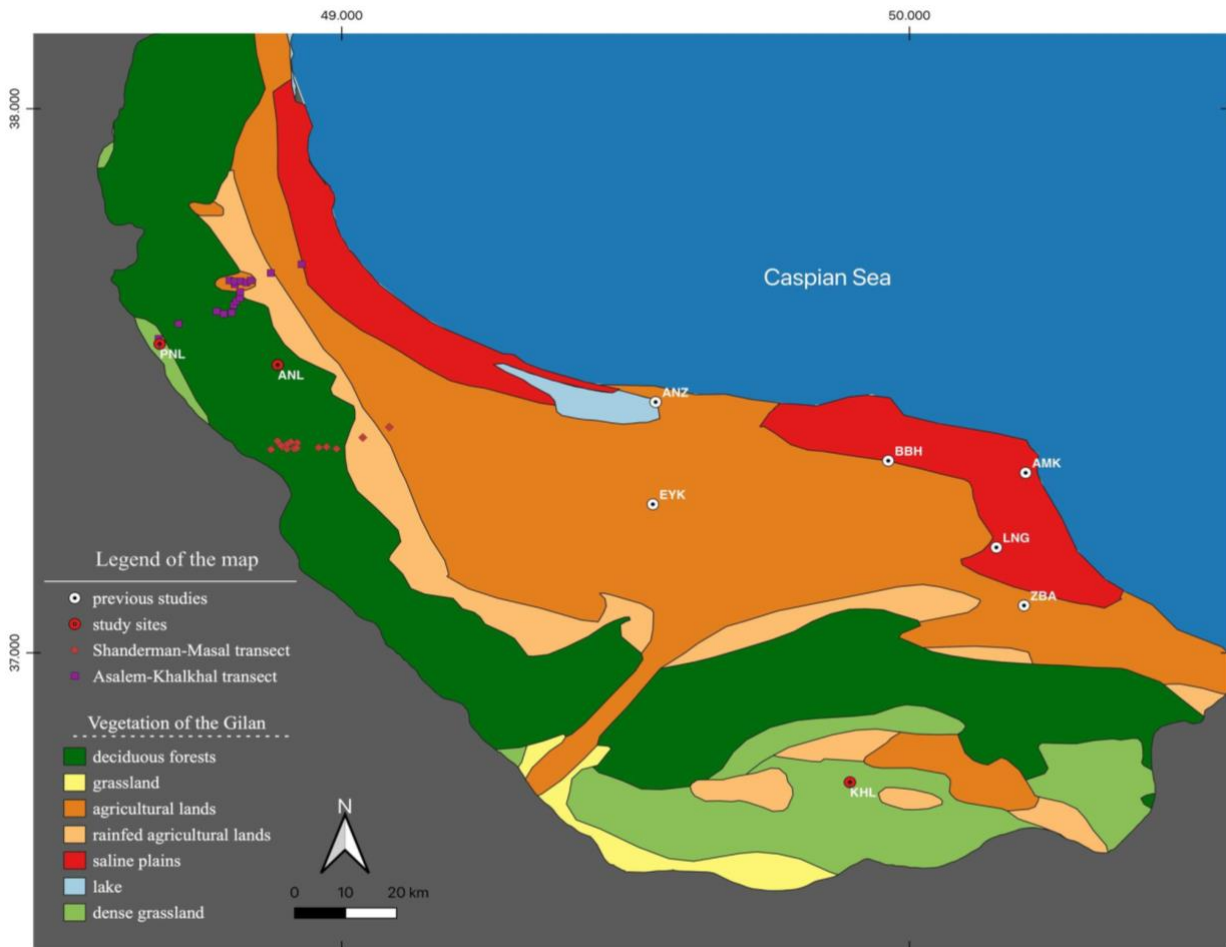 49.000
50.000
38.000
Caspian Sea
PNL
ANL
ANZ
BBH
AMK
EYK
LNG
ZBA
37.000
KHL
Legend of the map
previous studies
study sites
Shanderman-Masal transect
Asalem-Khalkhal transect
Vegetation of the Gilan
deciduous forests
grassland
agricultural lands
rainfed agricultural lands
saline plains
lake
dense grassland
N
0 10 20 km